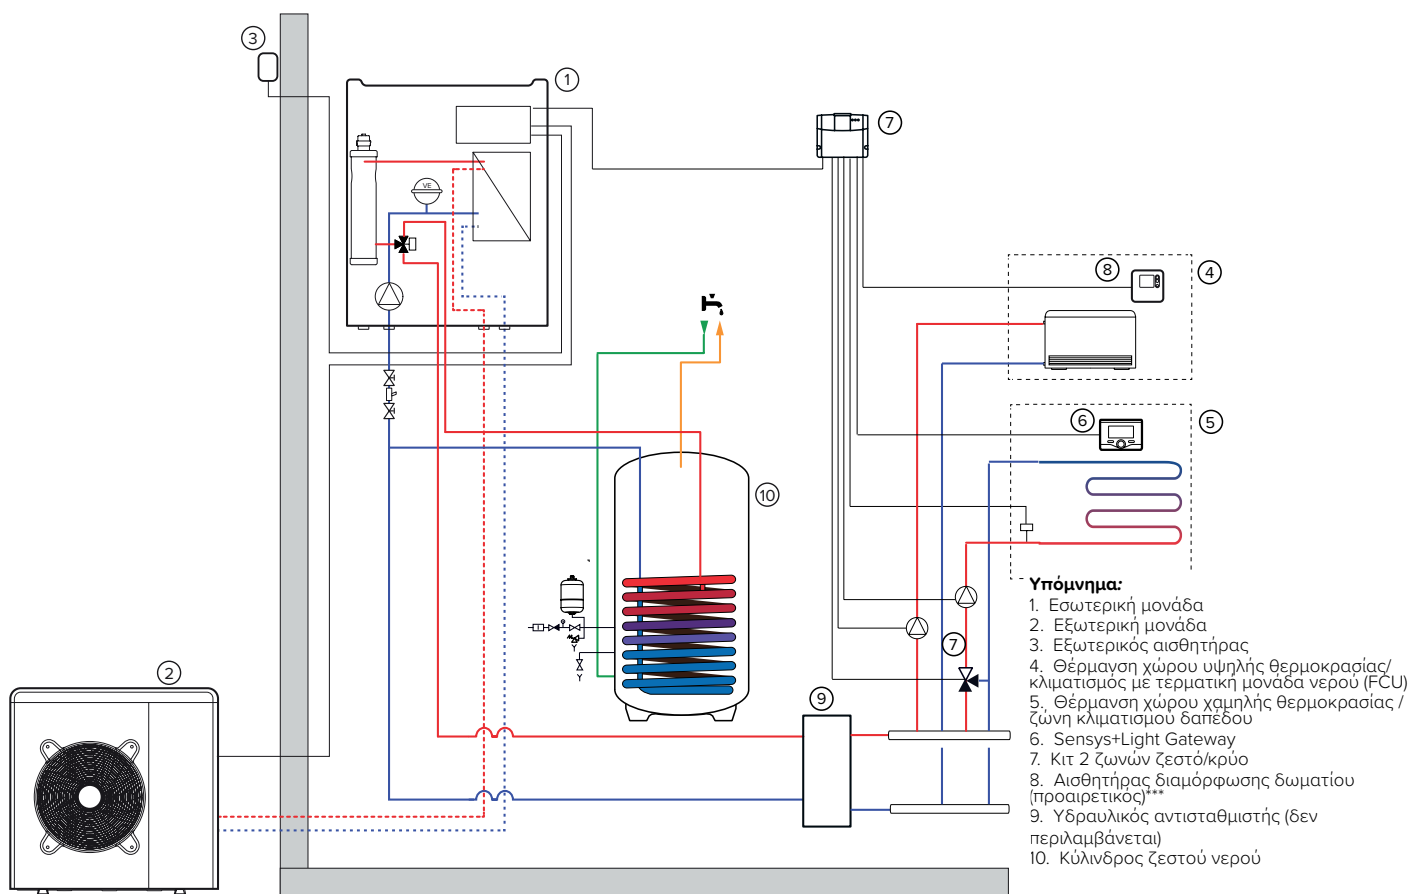 3
1
VE
7
8
4
6
5
10
7
9
2
Υπόμνημα:
1. Εσωτερική μονάδα
2. Εξωτερική μονάδα
3. Εξωτερικός αισθητήρας
4. Θέρμανση χώρου υψηλής θερμοκρασίας/
κλιματισμός με τερματική μονάδα νερού (FCU)
5. Θέρμανση χώρου χαμηλής θερμοκρασίας /
ζώνη κλιματισμού δαπέδου
6. Sensys+Light Gateway
7. Κιτ 2 ζωνών ζεστό/κρύο
8. Αισθητήρας διαμόρφωσης δωματίου
(προαιρετικός)***
9. Υδραυλικός αντισταθμιστής (δεν
περιλαμβάνεται)
10. Κύλινδρος ζεστού νερού